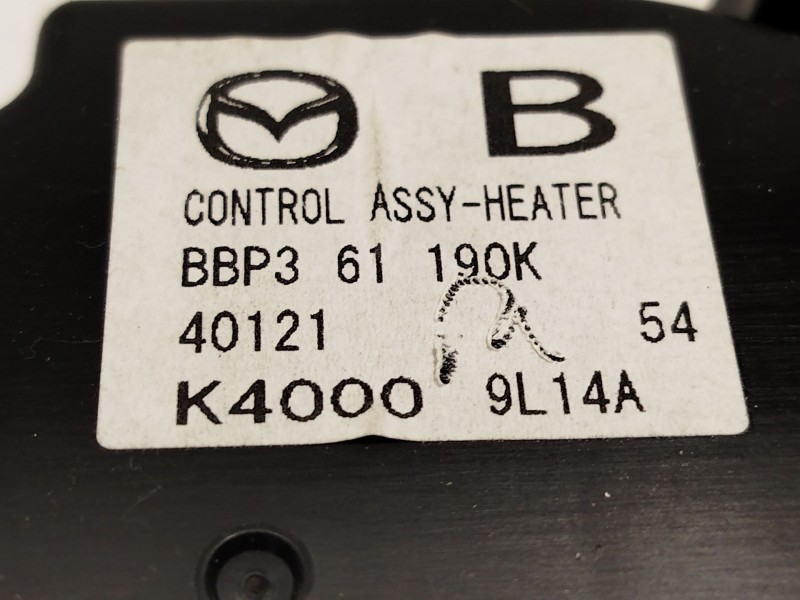 B
CONTROL ASSY-HEATER
BBP3 61 190K
40121 54
K4000 9L14A